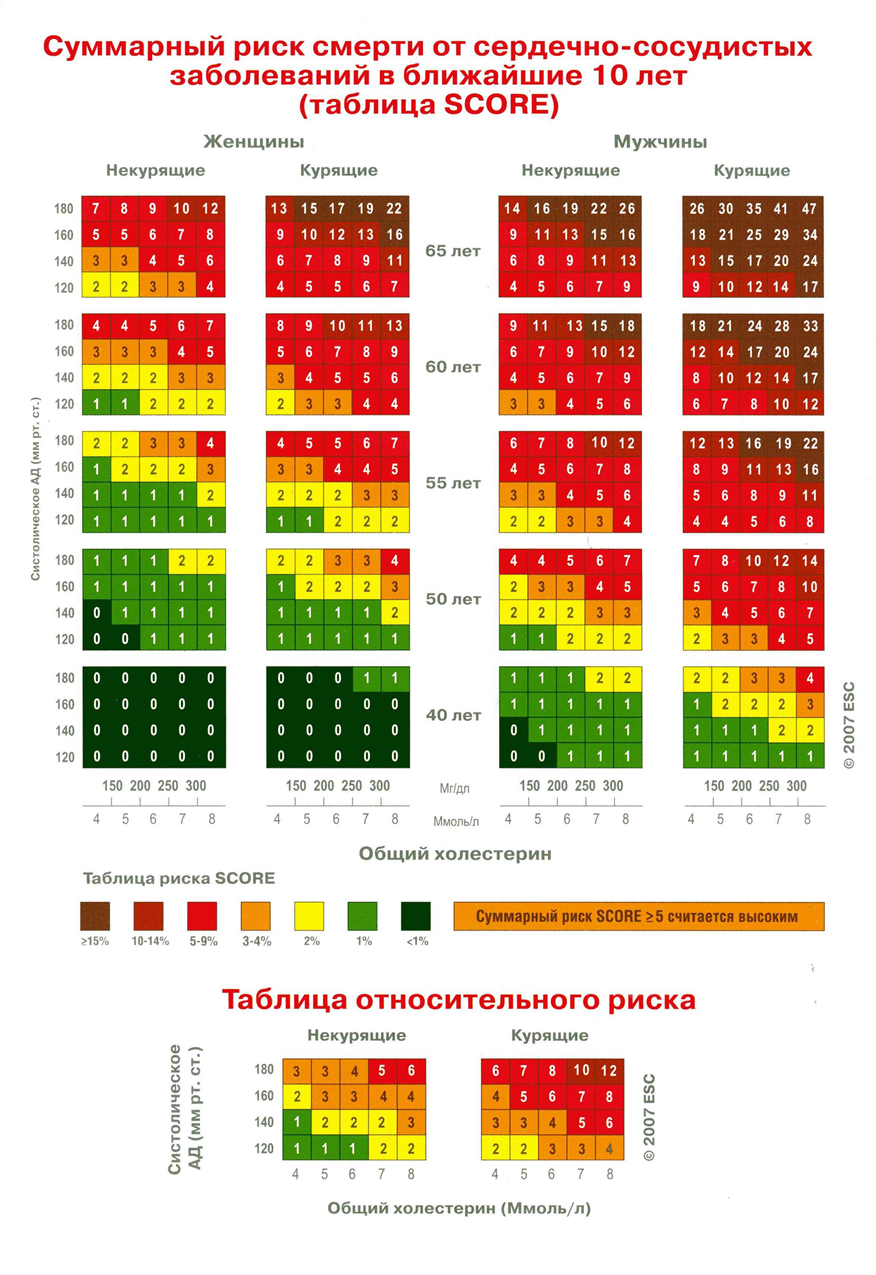 Суммарный риск смерти от сердечно-сосудистых
заболеваний в ближайшие 10 лет
(таблица SCORE)
Женщины Мужчины
Некурящие Курящие Некурящие Курящие
Систолическое АД (мм рт. ст.)
180 7 8 9 10 12 13 15 17 19 22 14 16 19 22 26 26 30 35 41 47
160 5 5 6 7 8 9 10 12 13 16 9 11 13 15 16 18 21 25 29 34
65 лет
140 3 3 4 5 6 6 7 8 9 11 6 8 9 11 13 13 15 17 20 24
120 2 2 3 3 4 4 5 5 6 7 4 5 6 7 9 9 10 12 14 17
180 4 4 5 6 7 8 9 10 11 13 9 11 13 15 18 18 21 24 28 33
160 3 3 3 4 5 5 6 7 8 9 6 7 9 10 12 12 14 17 20 24
60 лет
140 2 2 2 3 3 3 4 5 5 6 4 5 6 7 9 8 10 12 14 17
120 1 1 2 2 2 2 3 3 4 4 3 3 4 5 6 6 7 8 10 12
180 2 2 3 3 4 4 5 5 6 7 6 7 8 10 12 12 13 16 19 22
160 1 2 2 2 3 3 3 4 4 5 4 5 6 7 8 8 9 11 13 16
55 лет
140 1 1 1 1 2 2 2 2 3 3 3 3 4 5 6 5 6 8 9 11
120 1 1 1 1 1 1 1 2 2 2 2 2 3 3 4 4 4 5 6 8
180 1 1 1 2 2 2 2 3 3 4 4 4 5 6 7 7 8 10 12 14
160 1 1 1 1 1 1 2 2 2 3 2 3 3 4 5 5 6 7 8 10
50 лет
140 0 1 1 1 1 1 1 1 1 2 2 2 2 3 3 3 4 5 6 7
120 0 0 1 1 1 1 1 1 1 1 1 1 2 2 2 2 3 3 4 5
180 0 0 0 0 0 0 0 0 1 1 1 1 1 2 2 2 2 3 3 4
160 0 0 0 0 0 0 0 0 0 0 1 1 1 1 1 1 2 2 2 3
40 лет
140 0 0 0 0 0 0 0 0 0 0 0 1 1 1 1 1 1 1 2 2
120 0 0 0 0 0 0 0 0 0 0 0 0 1 1 1 1 1 1 1 1
© 2007 ESC
150 200 250 300 150 200 250 300 Мг/дл 150 200 250 300 150 200 250 300
4 5 6 7 8 4 5 6 7 8 Ммоль/л 4 5 6 7 8 4 5 6 7 8
Общий холестерин
Таблица риска SCORE
≥15% 10-14% 5-9% 3-4% 2% 1% <1%
Суммарный риск SCORE ≥5 считается высоким
Таблица относительного риска
Некурящие Курящие
Систолическое
АД (мм рт. ст.)
180 3 3 4 5 6 6 7 8 10 12
160 2 3 3 4 4 4 5 6 7 8
140 1 2 2 2 3 3 3 4 5 6
120 1 1 1 2 2 2 2 3 3 4
© 2007 ESC
4 5 6 7 8 4 5 6 7 8
Общий холестерин (Ммоль/л)